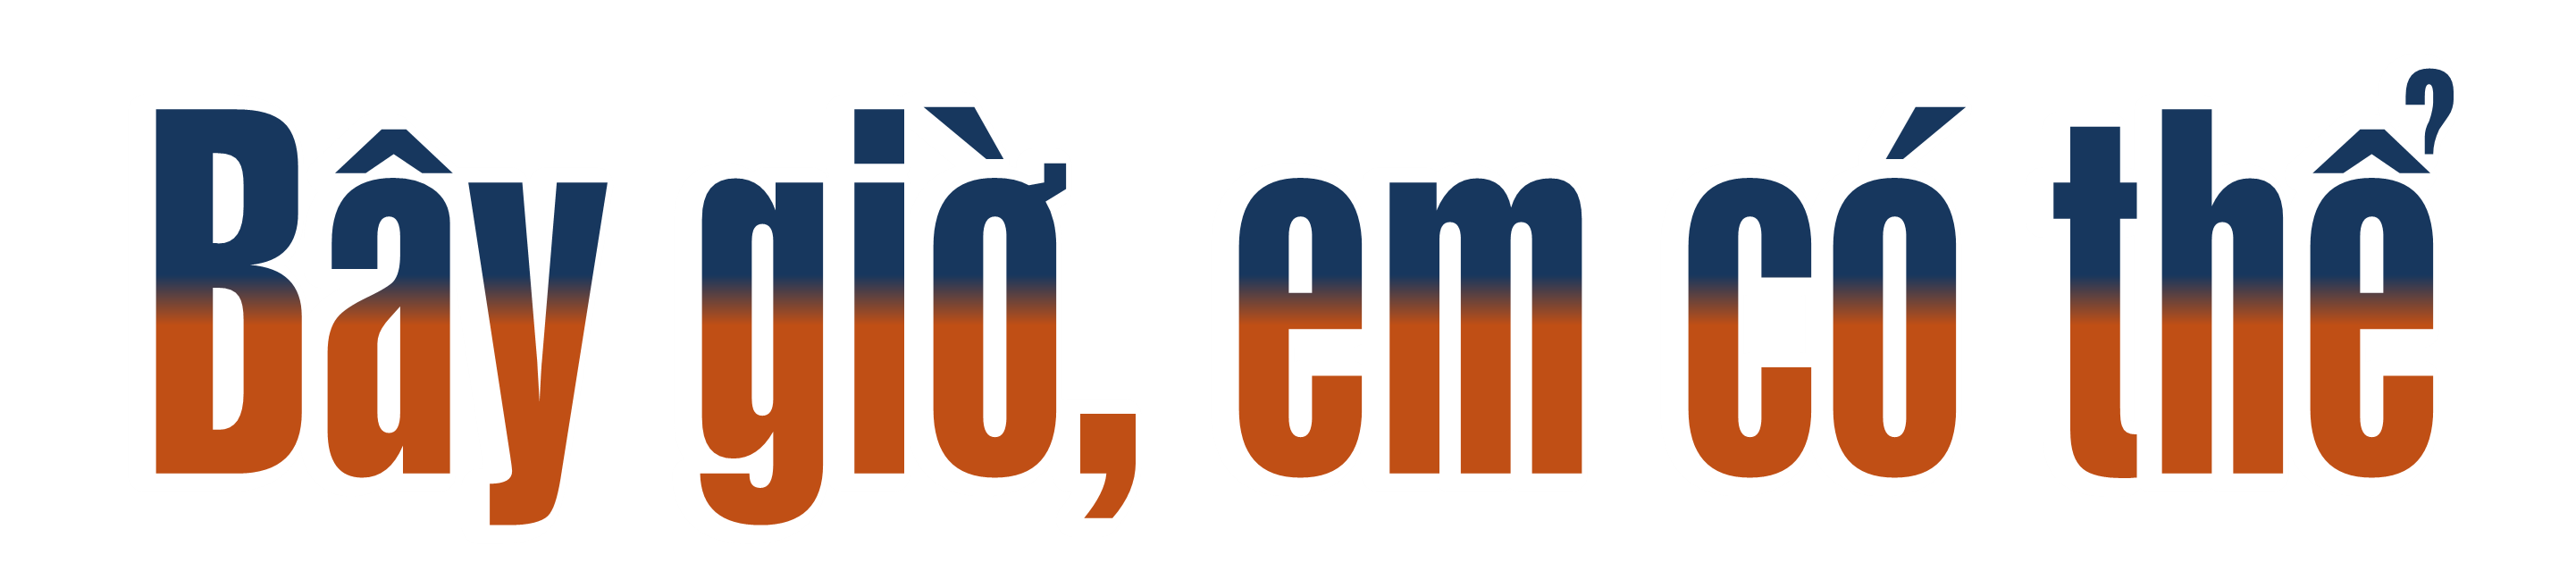 Bây giờ, em có thể